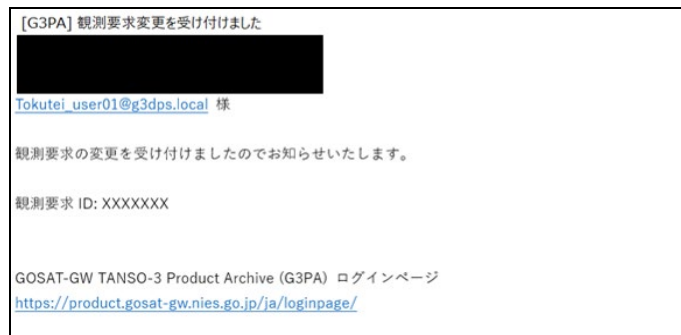 [G3PA] 観測要求変更を受け付けました
Tokutei_user01@g3dps.local 様
観測要求の変更を受け付けましたのでお知らせいたします。
観測要求 ID: XXXXXXX
GOSAT-GW TANSO-3 Product Archive (G3PA) ログインページ
https://product.gosat-gw.nies.go.jp/ja/loginpage/